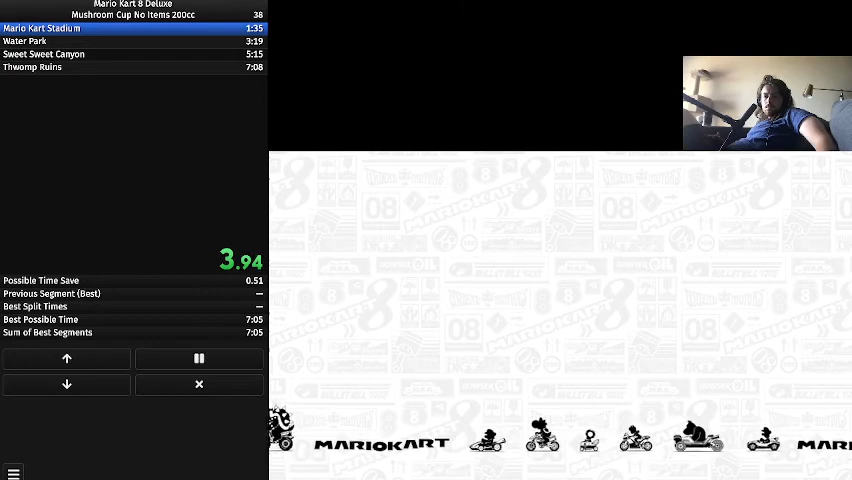 Mario Kart 8 Deluxe
Mushroom Cup No Items 200cc 38
Mario Kart Stadium 1:35
Water Park 3:19
Sweet Sweet Canyon 5:15
Thwomp Ruins 7:08
3.94
Possible Time Save 0.51
Previous Segment (Best) —
Best Split Times —
Best Possible Time 7:05
Sum of Best Segments 7:05
MARIOKART
MARIO